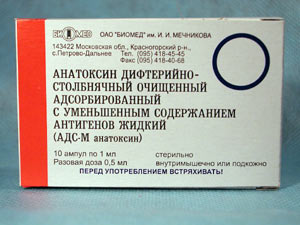 БИОМЕД
ОАО "БИОМЕД" им. И. И. МЕЧНИКОВА
143422 Московская обл., Красногорский р-н.,
с.Петрово-Дальнее Тел. (095) 418-45-45
Факс (095) 418-40-68
АНАТОКСИН ДИФТЕРИЙНО-
СТОЛБНЯЧНЫЙ ОЧИЩЕННЫЙ
АДСОРБИРОВАННЫЙ
С УМЕНЬШЕННЫМ СОДЕРЖАНИЕМ
АНТИГЕНОВ ЖИДКИЙ
(АДС-М анатоксин)
10 ампул по 1 мл стерильно
Разовая доза 0,5 мл внутримышечно или подкожно
ПЕРЕД УПОТРЕБЛЕНИЕМ ВСТРЯХИВАТЬ!